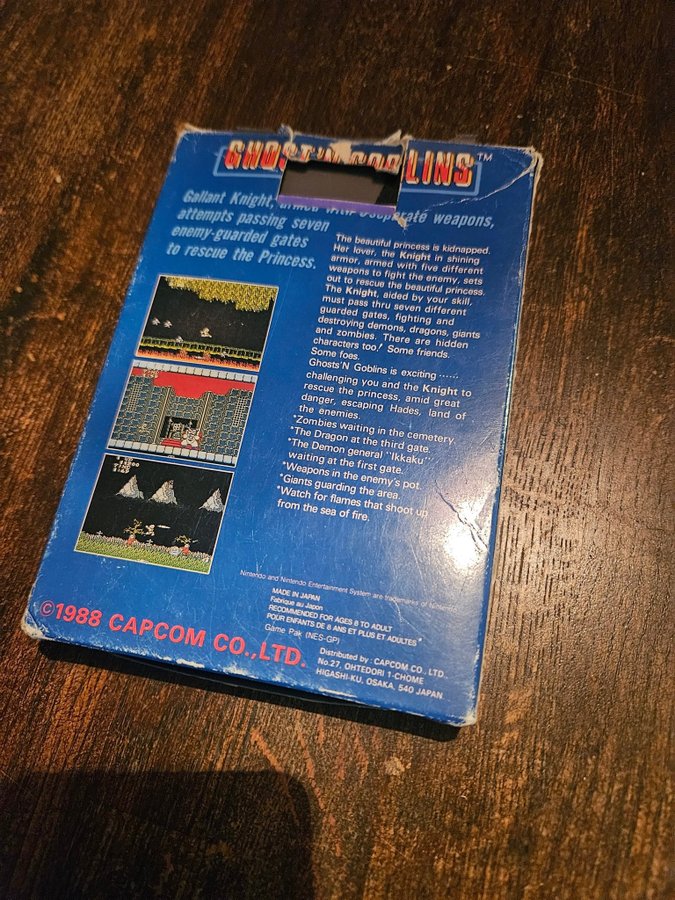 GHOST'N GOBLINS™
Gallant Knight, armed with 5 seperate weapons,
attempts passing seven
enemy-guarded gates
to rescue the Princess.
The beautiful princess is kidnapped.
Her lover, the Knight in shining
armor, armed with five different
weapons to fight the enemy, sets
out to rescue the beautiful princess.
The Knight, aided by your skill,
must pass thru seven different
guarded gates, fighting and
destroying demons, dragons, giants
and zombies. There are hidden
characters too! Some friends.
Some foes.
Ghosts'N Goblins is exciting ......
challenging you and the Knight to
rescue the princess, amid great
danger, escaping Hades, land of
the enemies.
*Zombies waiting in the cemetery.
*The Dragon at the third gate.
*The Demon general "Ikkaku"
waiting at the first gate.
*Weapons in the enemy's pot.
*Giants guarding the area.
*Watch for flames that shoot up
from the sea of fire.
Nintendo and Nintendo Entertainment System are trademarks of Nintendo
MADE IN JAPAN
Fabrique au Japon
RECOMMENDED FOR AGES 8 TO ADULT
POUR ENFANTS DE 8 ANS ET PLUS ET ADULTES*
Game Pak (NES-GP)
©1988 CAPCOM CO.,LTD.
Distributed by : CAPCOM CO., LTD.
No.27, OHTEDORI 1-CHOME
HIGASHI-KU, OSAKA, 540 JAPAN